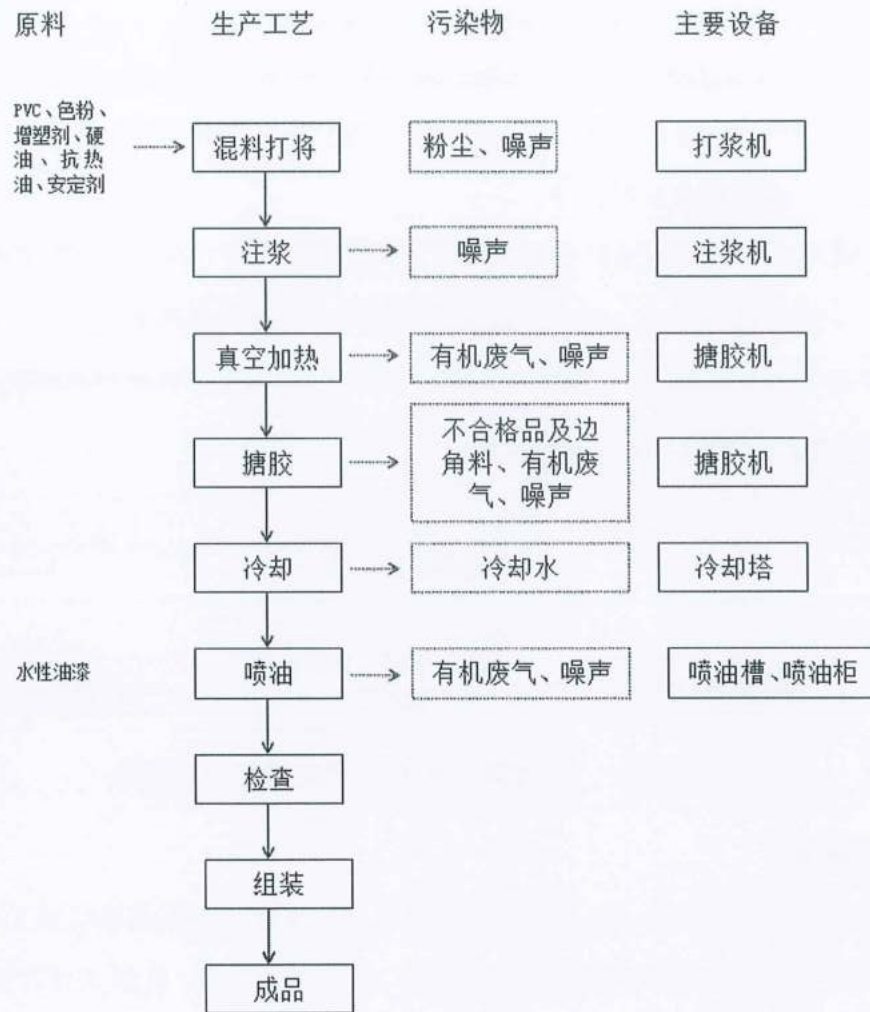 原料 生产工艺 污染物 主要设备
PVC、色粉、
增塑剂、硬
油、抗热
油、安定剂
混料打将 粉尘、噪声 打浆机
注浆 噪声 注浆机
真空加热 有机废气、噪声 搪胶机
搪胶
不合格品及边
角料、有机废
气、噪声
搪胶机
冷却 冷却水 冷却塔
水性油漆 喷油 有机废气、噪声 喷油槽、喷油柜
检查
组装
成品